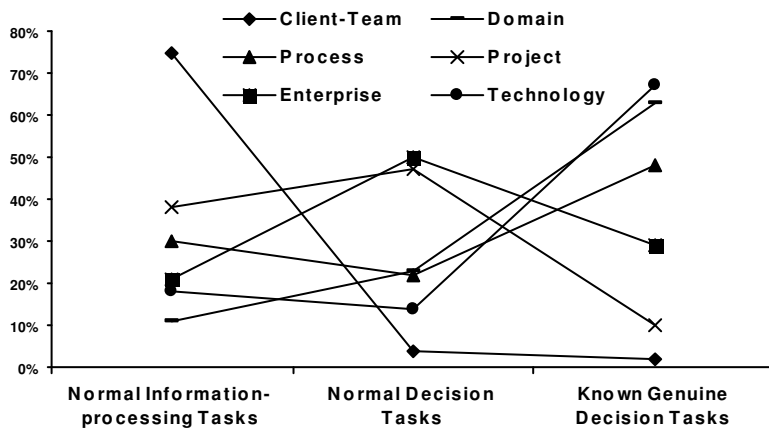 Client-Team Domain
Process Project
Enterprise Technology
80%
70%
60%
50%
40%
30%
20%
10%
0%
Normal Information- Normal Decision Known Genuine
processing Tasks Tasks Decision Tasks